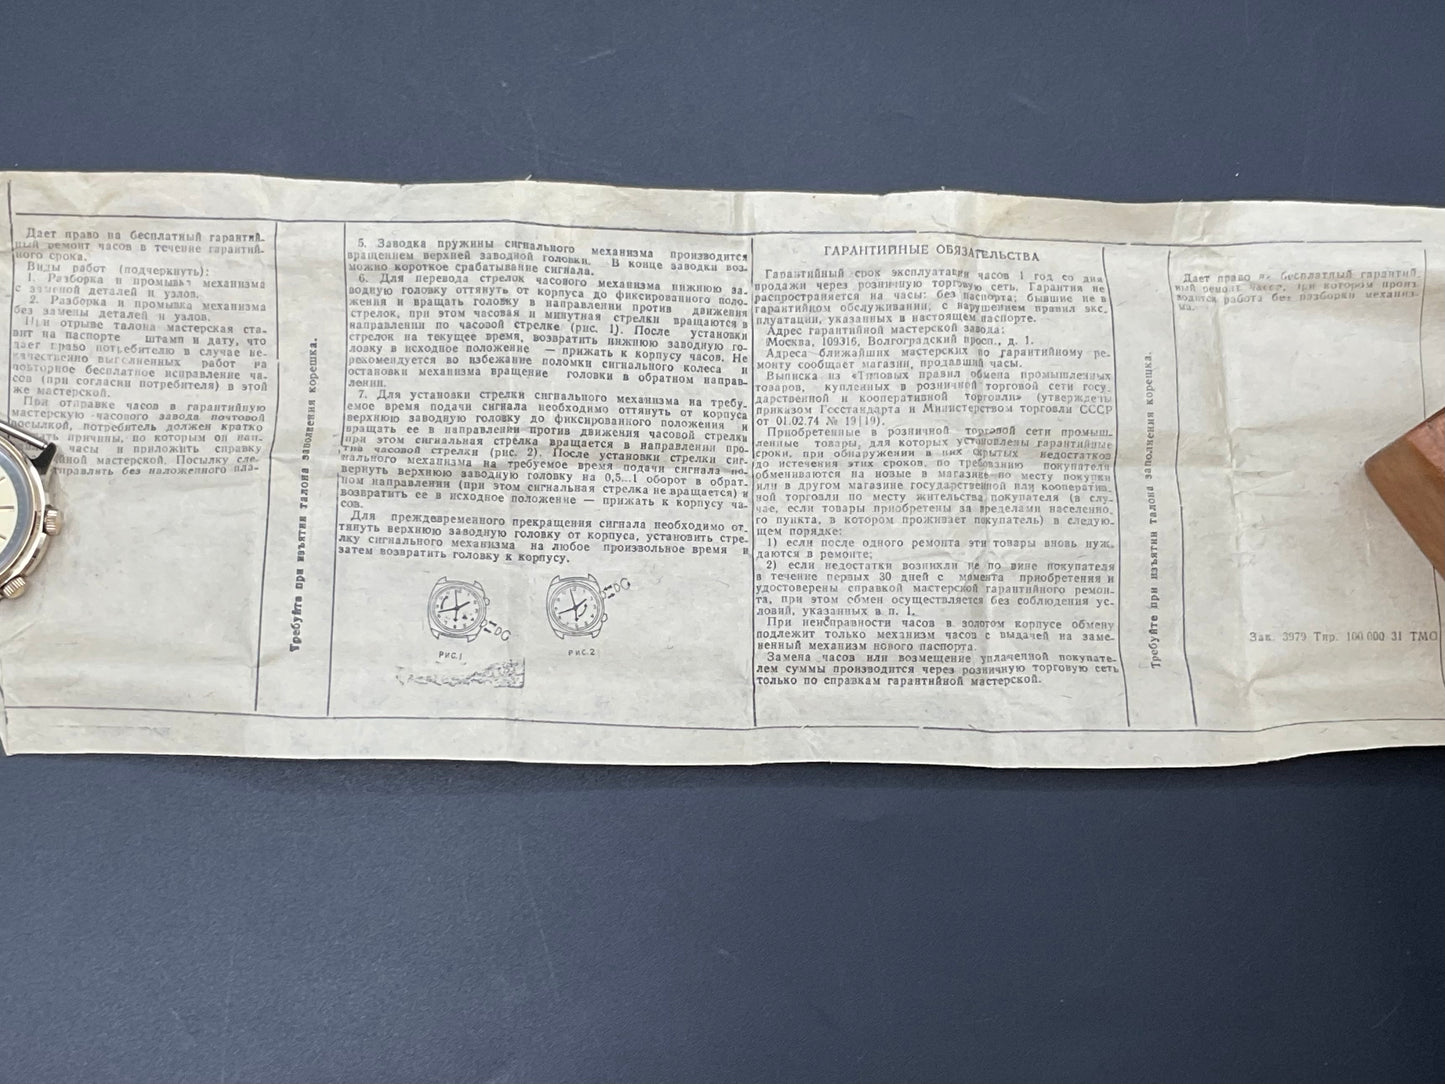 Дает право на бесплатный гарантий-
ный ремонт часов в течение гарантий-
ного срока.
Виды работ (подчеркнуть):
1. Разборка и промывка механизма
с заменой деталей и узлов.
2. Разборка и промывка механизма
без замены деталей и узлов.
При отрыве талона мастерская ста-
вит на паспорте штамп и дату, что
дает право потребителю в случае не-
качественно выполненных работ на
повторное бесплатное исправление ча-
сов (при согласии потребителя) в этой
же мастерской.
При отправке часов в гарантийную
мастерскую часового завода почтовой
посылкой, потребитель должен кратко
причины, по которым он нап-
часы и приложить справку
мастерской. Посылку сле-
без наложенного пла-
Требуйте при изъятии талона заполнения корешка.
5. Заводка пружины сигнального механизма производится
вращением верхней заводной головки. В конце заводки воз-
можно короткое срабатывание сигнала.
6. Для перевода стрелок часового механизма нижнюю за-
водную головку оттянуть от корпуса до фиксированного поло-
жения и вращать головку в направлении против движения
стрелок, при этом часовая и минутная стрелки вращаются в
направлении по часовой стрелке (рис. 1). После установки
стрелок на текущее время, возвратить нижнюю заводную го-
ловку в исходное положение — прижать к корпусу часов. Не
рекомендуется во избежание поломки сигнального колеса и
остановки механизма вращение головки в обратном направ-
лении.
7. Для установки стрелки сигнального механизма на требу-
емое время подачи сигнала необходимо оттянуть от корпуса
верхнюю заводную головку до фиксированного положения и
вращать ее в направлении против движения часовой стрелки
при этом сигнальная стрелка вращается в направлении про-
тив часовой стрелки (рис. 2). После установки стрелки сиг-
нального механизма на требуемое время подачи сигнала по-
вернуть верхнюю заводную головку на 0,5...1 оборот в обрат-
ном направлении (при этом сигнальная стрелка не вращается) и
возвратить ее в исходное положение — прижать к корпусу ча-
сов.
Для преждевременного прекращения сигнала необходимо от-
тянуть верхнюю заводную головку от корпуса, установить стре-
лку сигнального механизма на любое произвольное время и
затем возвратить головку к корпусу.
РИС.1 РИС.2
ГАРАНТИЙНЫЕ ОБЯЗАТЕЛЬСТВА
Гарантийный срок эксплуатации часов 1 год со дня
продажи через розничную торговую сеть. Гарантия не
распространяется на часы: без паспорта; бывшие не в
гарантийном обслуживании; с нарушением правил экс-
плуатации, указанных в настоящем паспорте.
Адрес гарантийной мастерской завода:
Москва, 109316, Волгоградский просп., д. 1.
Адреса ближайших мастерских по гарантийному ре-
монту сообщает магазин, продавший часы.
Выписка из «Типовых правил обмена промышленных
товаров, купленных в розничной торговой сети госу-
дарственной и кооперативной торговли» (утверждены
приказом Госстандарта и Министерством торговли СССР
от 01.02.74 № 19[19).
Приобретенные в розничной торговой сети промыш-
ленные товары, для которых установлены гарантийные
сроки, при обнаружении в них скрытых недостатков
до истечения этих сроков, по требованию покупателя
обмениваются на новые в магазине по месту покупки
или в другом магазине государственной или кооператив-
ной торговли по месту жительства покупателя (в слу-
чае, если товары приобретены за пределами населенно-
го пункта, в котором проживает покупатель) в следую-
щем порядке:
1) если после одного ремонта эти товары вновь нуж-
даются в ремонте;
2) если недостатки возникли не по вине покупателя
в течение первых 30 дней с момента приобретения и
удостоверены справкой мастерской гарантийного ремон-
та, при этом обмен осуществляется без соблюдения ус-
ловий, указанных в п. 1.
При неисправности часов в золотом корпусе обмену
подлежит только механизм часов с выдачей на заме-
ненный механизм нового паспорта.
Замена часов или возмещение уплаченной покупате-
лем суммы производится через розничную торговую сеть
только по справкам гарантийной мастерской.
Требуйте при изъятии талона заполнения корешка.
Дает право на бесплатный гарантий-
ный ремонт часов, при котором произ-
водится работа без разборки механиз-
ма.
Зак. 3979 Тир. 100 000 31 ТМО